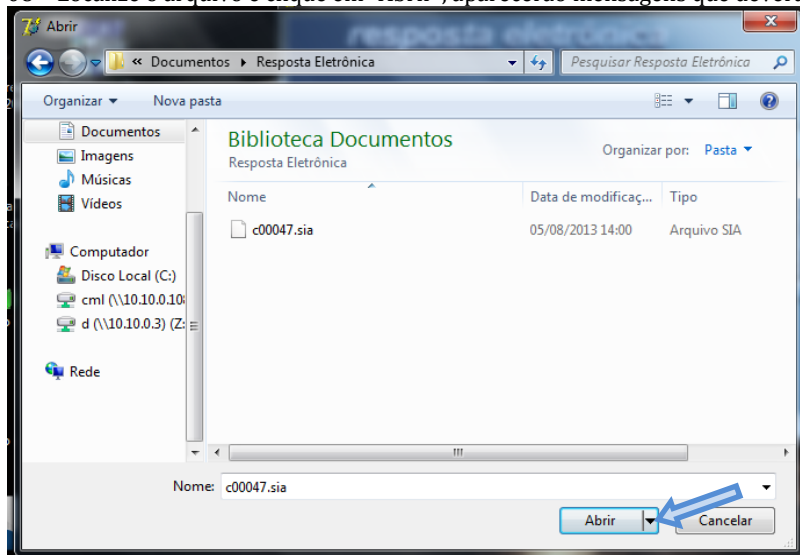 Localize o arquivo e clique em "Abrir", aparecerão mensagens que
Abrir
resposta eletrônica
« Documentos ▸ Resposta Eletrônica
Pesquisar Resposta Eletrônica
Organizar Nova pasta
Documentos
Imagens
Músicas
Vídeos
Computador
Disco Local (C:)
cml (\\10.10.0.10
d (\\10.10.0.3) (Z:
Rede
Biblioteca Documentos
Resposta Eletrônica
Organizar por: Pasta
Nome Data de modificaç... Tipo
c00047.sia 05/08/2013 14:00 Arquivo SIA
Nome: c00047.sia
Abrir Cancelar